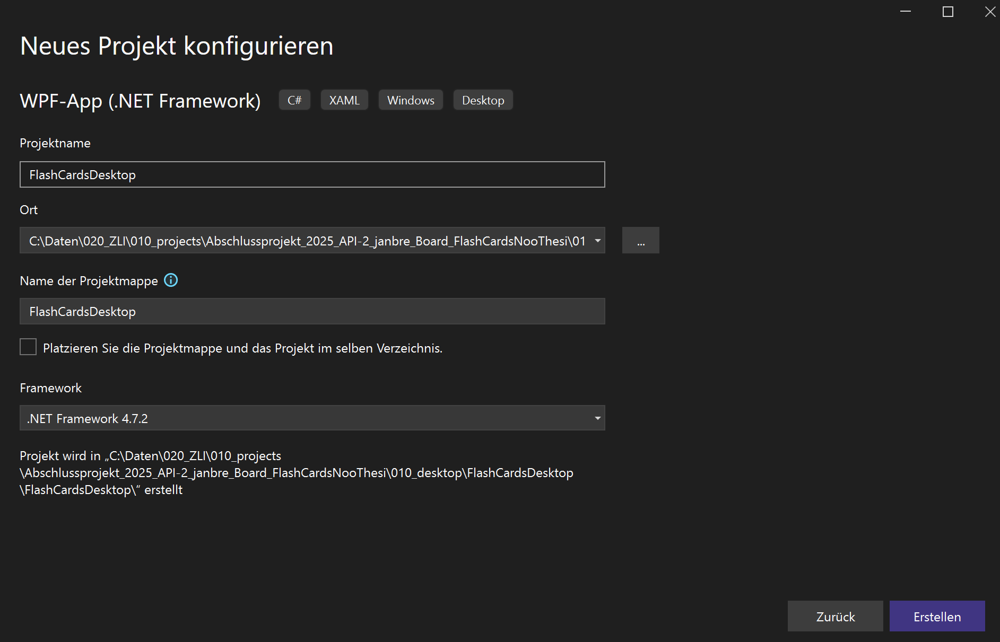 Neues Projekt konfigurieren
WPF-App (.NET Framework) C# XAML Windows Desktop
Projektname
FlashCardsDesktop
Ort
C:\Daten\020_ZLI\010_projects\Abschlussprojekt_2025_API-2_janbre_Board_FlashCardsNooThesi\01
...
Name der Projektmappe
FlashCardsDesktop
Platzieren Sie die Projektmappe und das Projekt im selben Verzeichnis.
Framework
.NET Framework 4.7.2
Projekt wird in „C:\Daten\020_ZLI\010_projects
\Abschlussprojekt_2025_API-2_janbre_Board_FlashCardsNooThesi\010_desktop\FlashCardsDesktop
\FlashCardsDesktop\“ erstellt
Zurück Erstellen